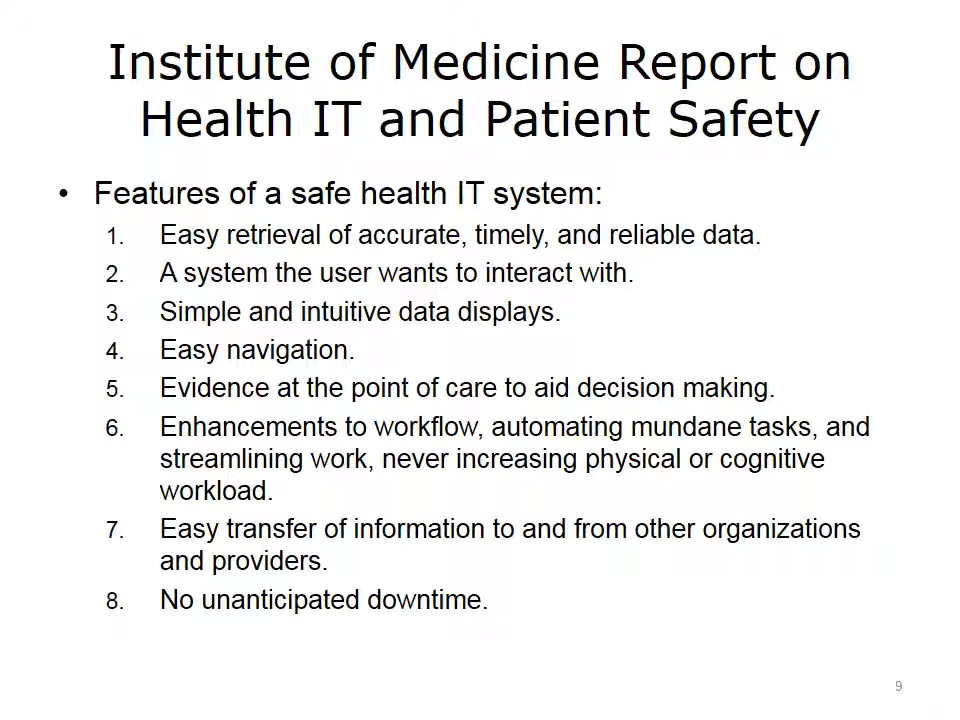 Institute of Medicine Report on
Health IT and Patient Safety
• Features of a safe health IT system:
1. Easy retrieval of accurate, timely, and reliable data.
2. A system the user wants to interact with.
3. Simple and intuitive data displays.
4. Easy navigation.
5. Evidence at the point of care to aid decision making.
6. Enhancements to workflow, automating mundane tasks, and
streamlining work, never increasing physical or cognitive
workload.
7. Easy transfer of information to and from other organizations
and providers.
8. No unanticipated downtime.
9